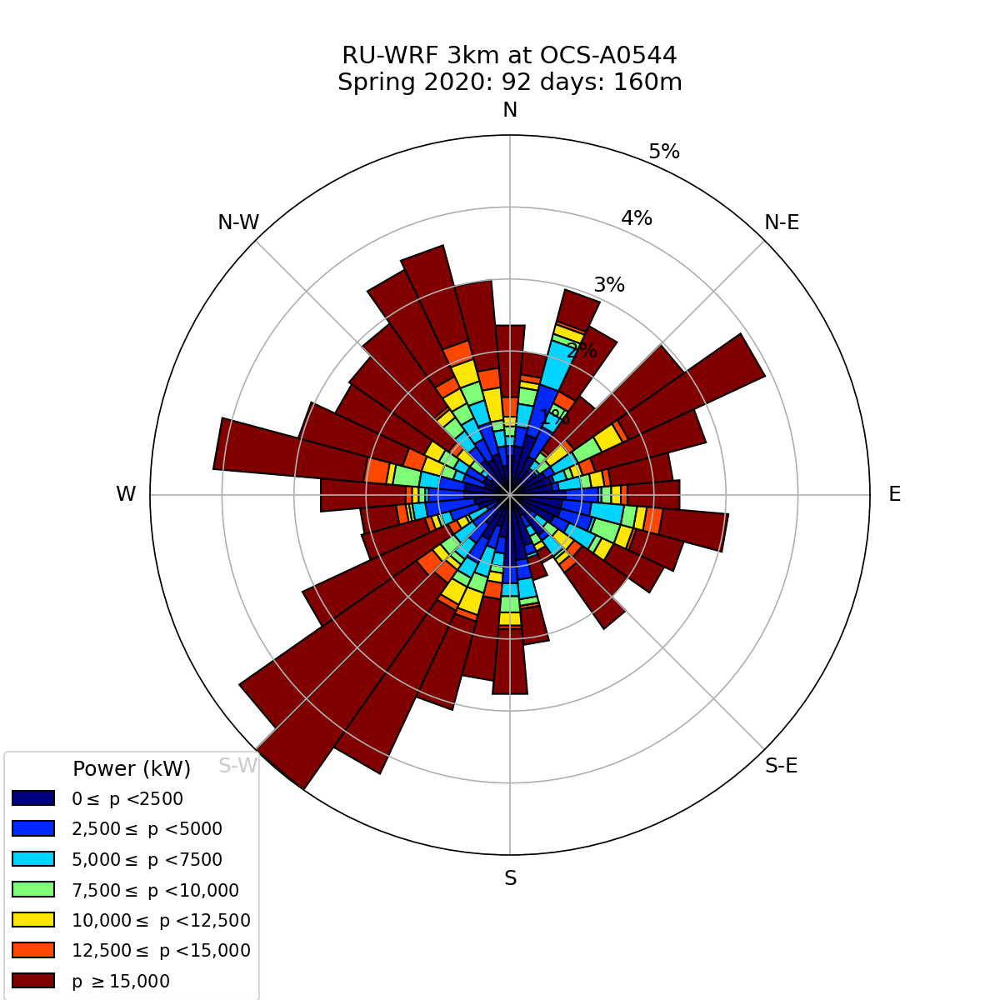 RU-WRF 3km at OCS-A0544
Spring 2020: 92 days: 160m
N
5%
N-W
4%
N-E
3%
2%
1%
W
E
S-W
S-E
S
Power (kW)
0≤ p <2500
2,500≤ p <5000
5,000≤ p <7500
7,500≤ p <10,000
10,000≤ p <12,500
12,500≤ p <15,000
p ≥15,000